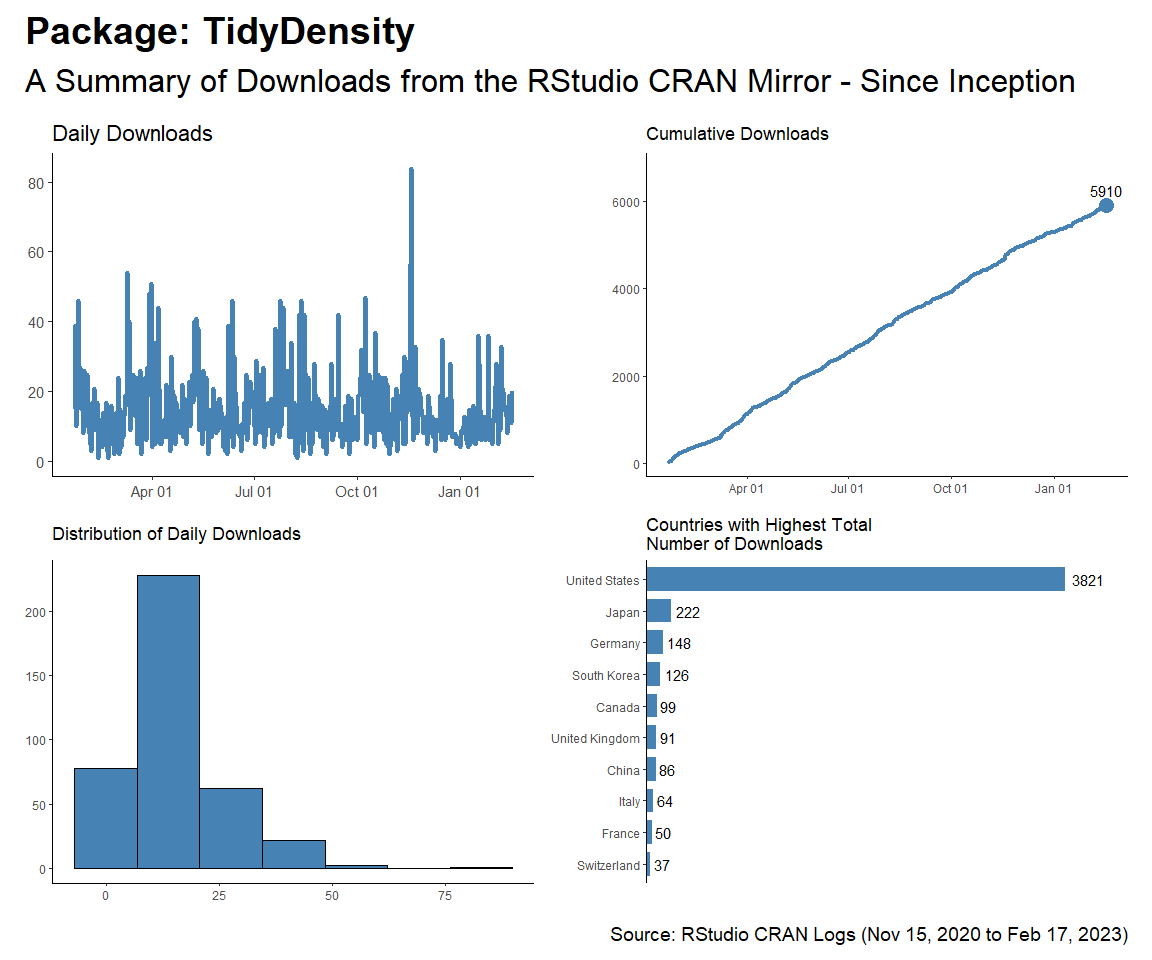 Package: TidyDensity
A Summary of Downloads from the RStudio CRAN Mirror - Since Inception
Daily Downloads
80
60
40
20
0
Apr 01
Jul 01
Oct 01
Jan 01
Cumulative Downloads
5910
6000
4000
2000
0
Apr 01
Jul 01
Oct 01
Jan 01
Distribution of Daily Downloads
200
150
100
50
0
0
25
50
75
Countries with Highest Total
Number of Downloads
United States 3821
Japan 222
Germany 148
South Korea 126
Canada 99
United Kingdom 91
China 86
Italy 64
France 50
Switzerland 37
Source: RStudio CRAN Logs (Nov 15, 2020 to Feb 17, 2023)